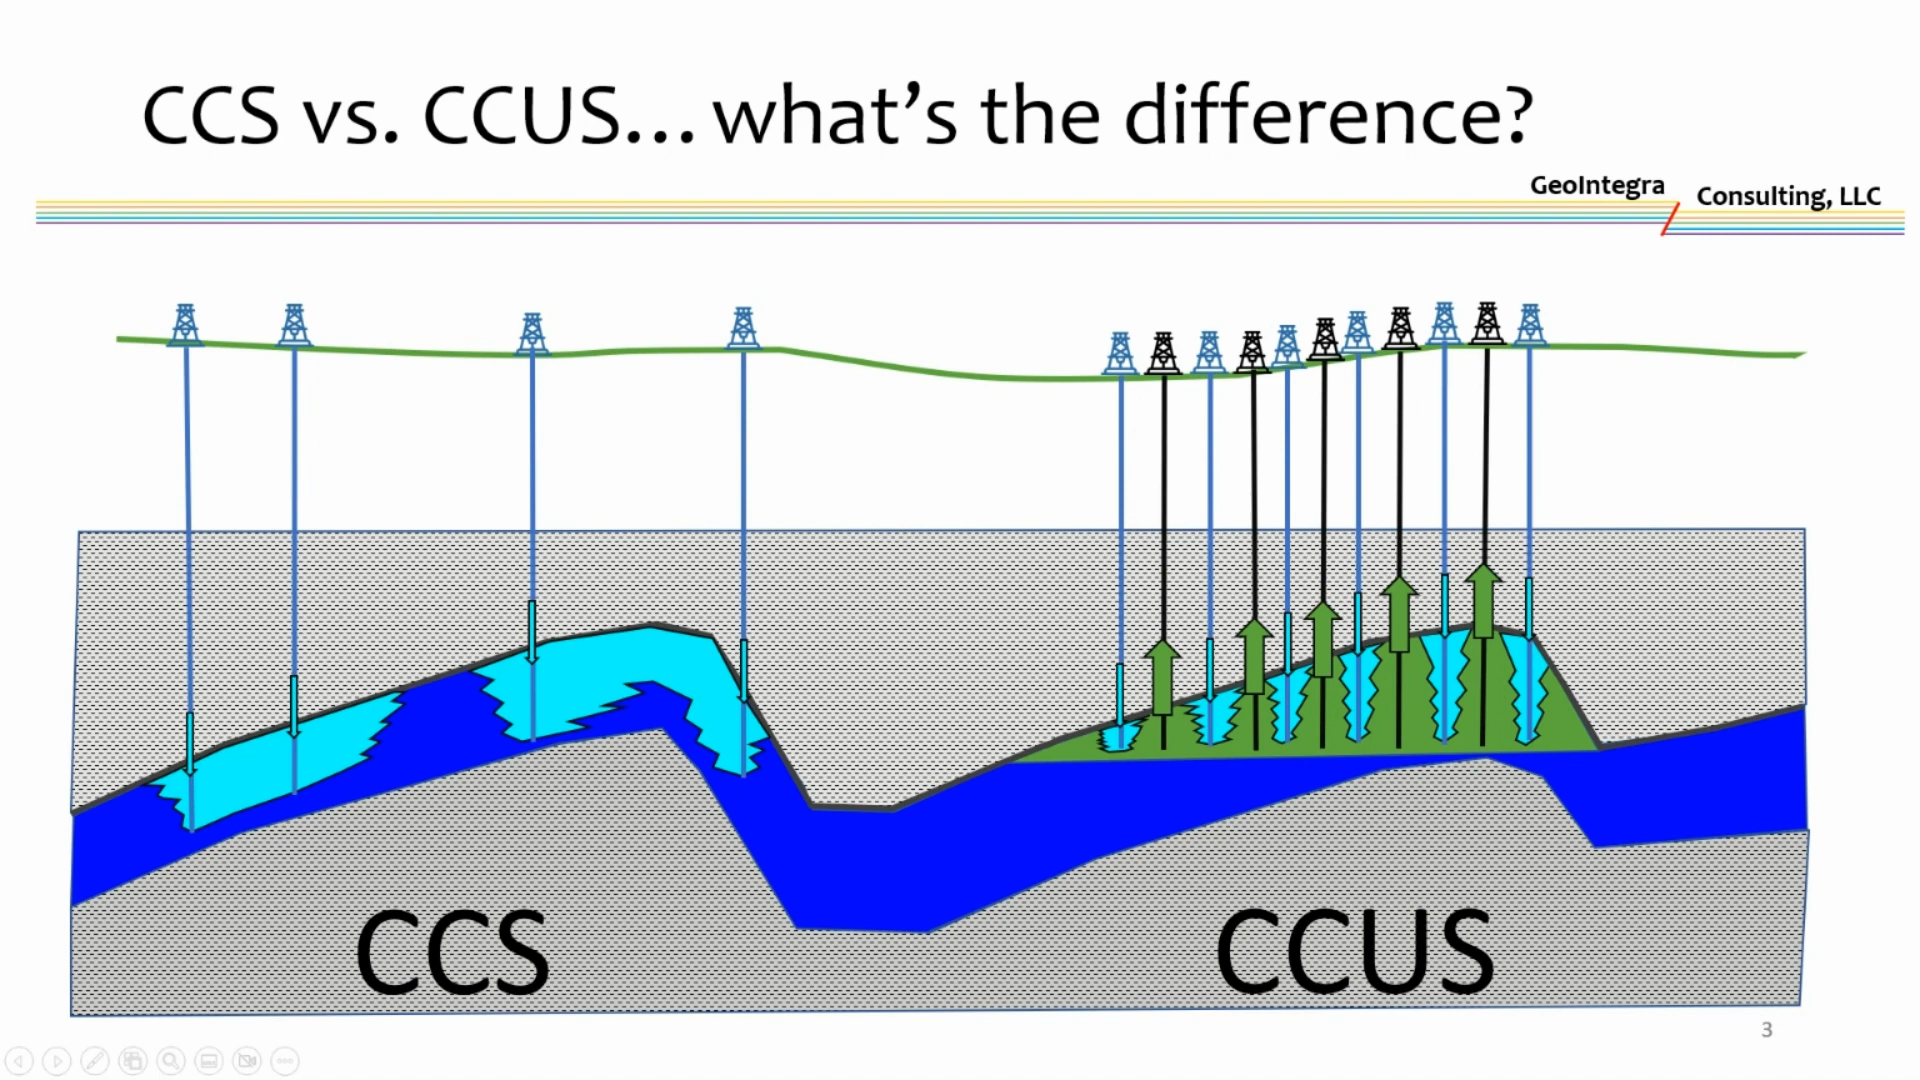 CCS vs. CCUS... what's the difference?
GeoIntegra
Consulting, LLC
CCS
CCUS
3